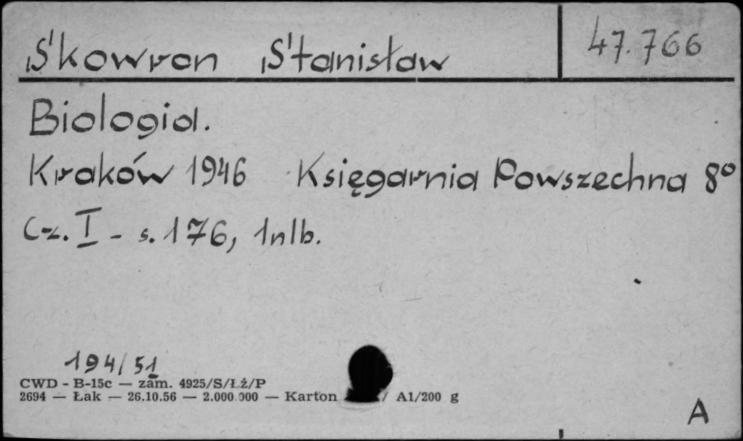 Skowron Stanisław
47.766
Biologia.
Kraków 1946 Księgarnia Powszechna 8°
Cz. I - s. 176, 1nlb.
194/51
CWD - B-15c — zam. 4925/S/Łż/P
2694 — Łak — 26.10.56 — 2.000.000 — Karton / A1/200 g
A